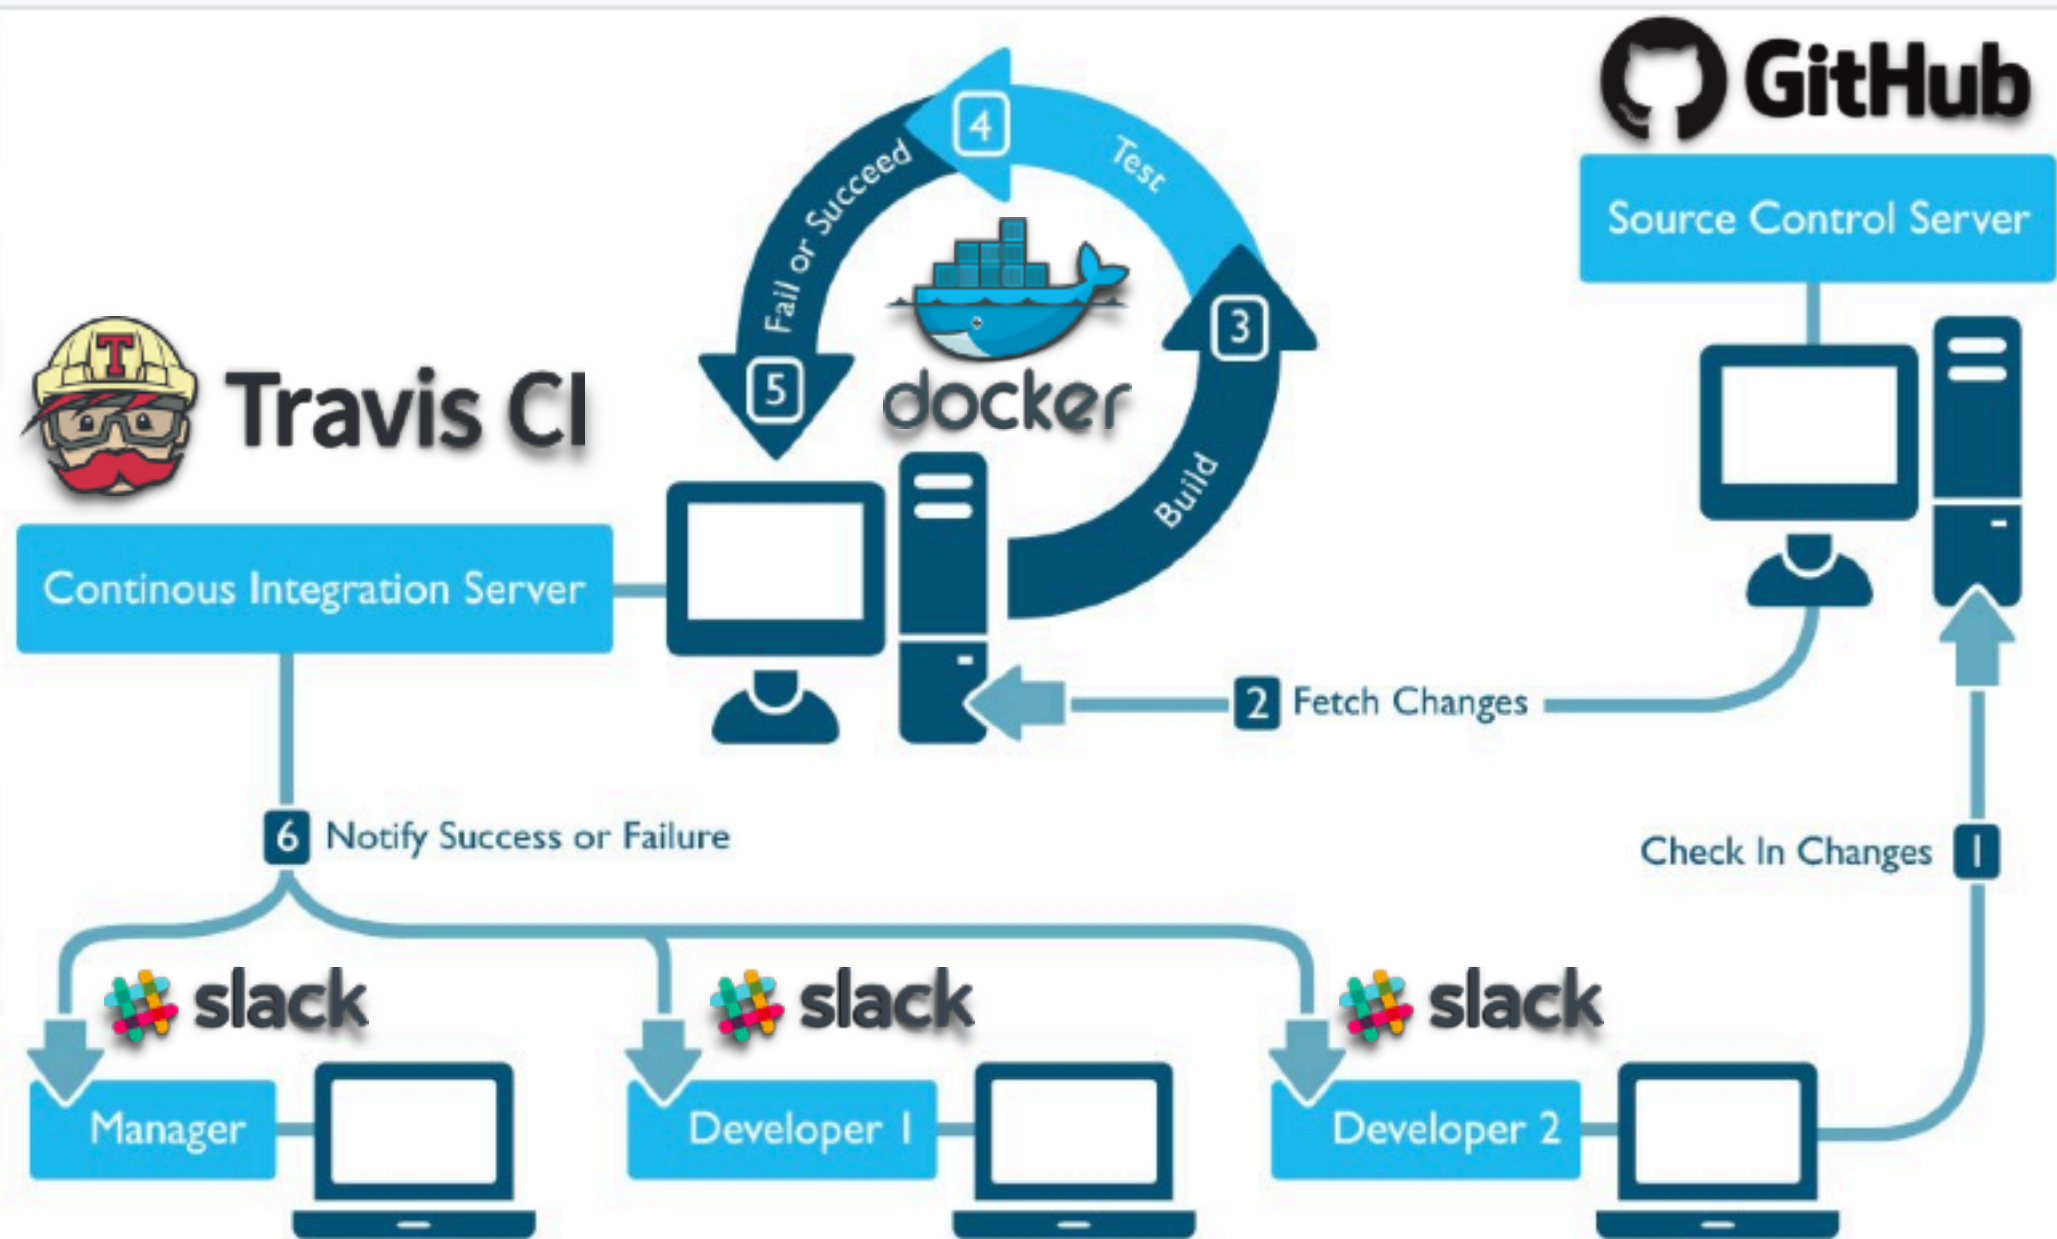 GitHub
Source Control Server
4
Test
Fail or Succeed
3
5
docker
Build
T
Travis CI
Continous Integration Server
2 Fetch Changes
6 Notify Success or Failure
Check In Changes 1
slack
slack
slack
Manager
Developer 1
Developer 2